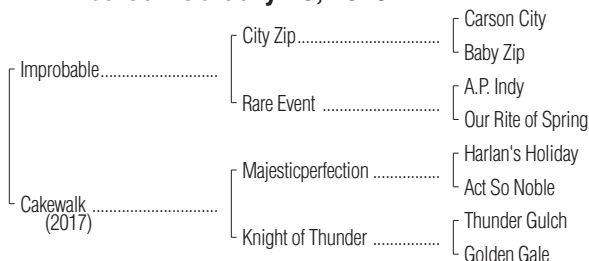 City Zip
Carson City
Baby Zip
Improbable
Rare Event
A.P. Indy
Our Rite of Spring
Majesticperfection
Harlan's Holiday
Act So Noble
Cakewalk
(2017)
Knight of Thunder
Thunder Gulch
Golden Gale